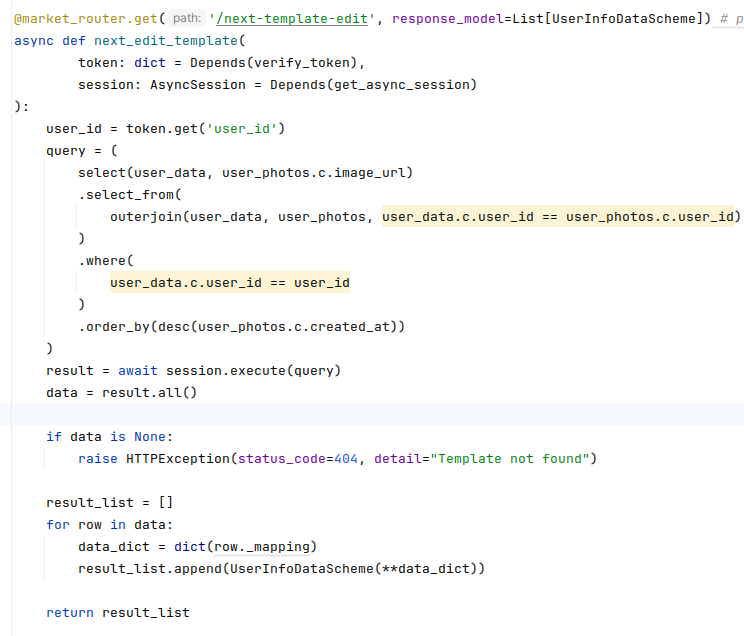 @market_router.get( path: '/next-template-edit', response_model=List[UserInfoDataScheme]) # p
async def next_edit_template(
        token: dict = Depends(verify_token),
        session: AsyncSession = Depends(get_async_session)
):
    user_id = token.get('user_id')
    query = (
        select(user_data, user_photos.c.image_url)
        .select_from(
            outerjoin(user_data, user_photos, user_data.c.user_id == user_photos.c.user_id)
        )
        .where(
            user_data.c.user_id == user_id
        )
        .order_by(desc(user_photos.c.created_at))
    )
    result = await session.execute(query)
    data = result.all()
    if data is None:
        raise HTTPException(status_code=404, detail="Template not found")
    result_list = []
    for row in data:
        data_dict = dict(row._mapping)
        result_list.append(UserInfoDataScheme(**data_dict))
    return result_list